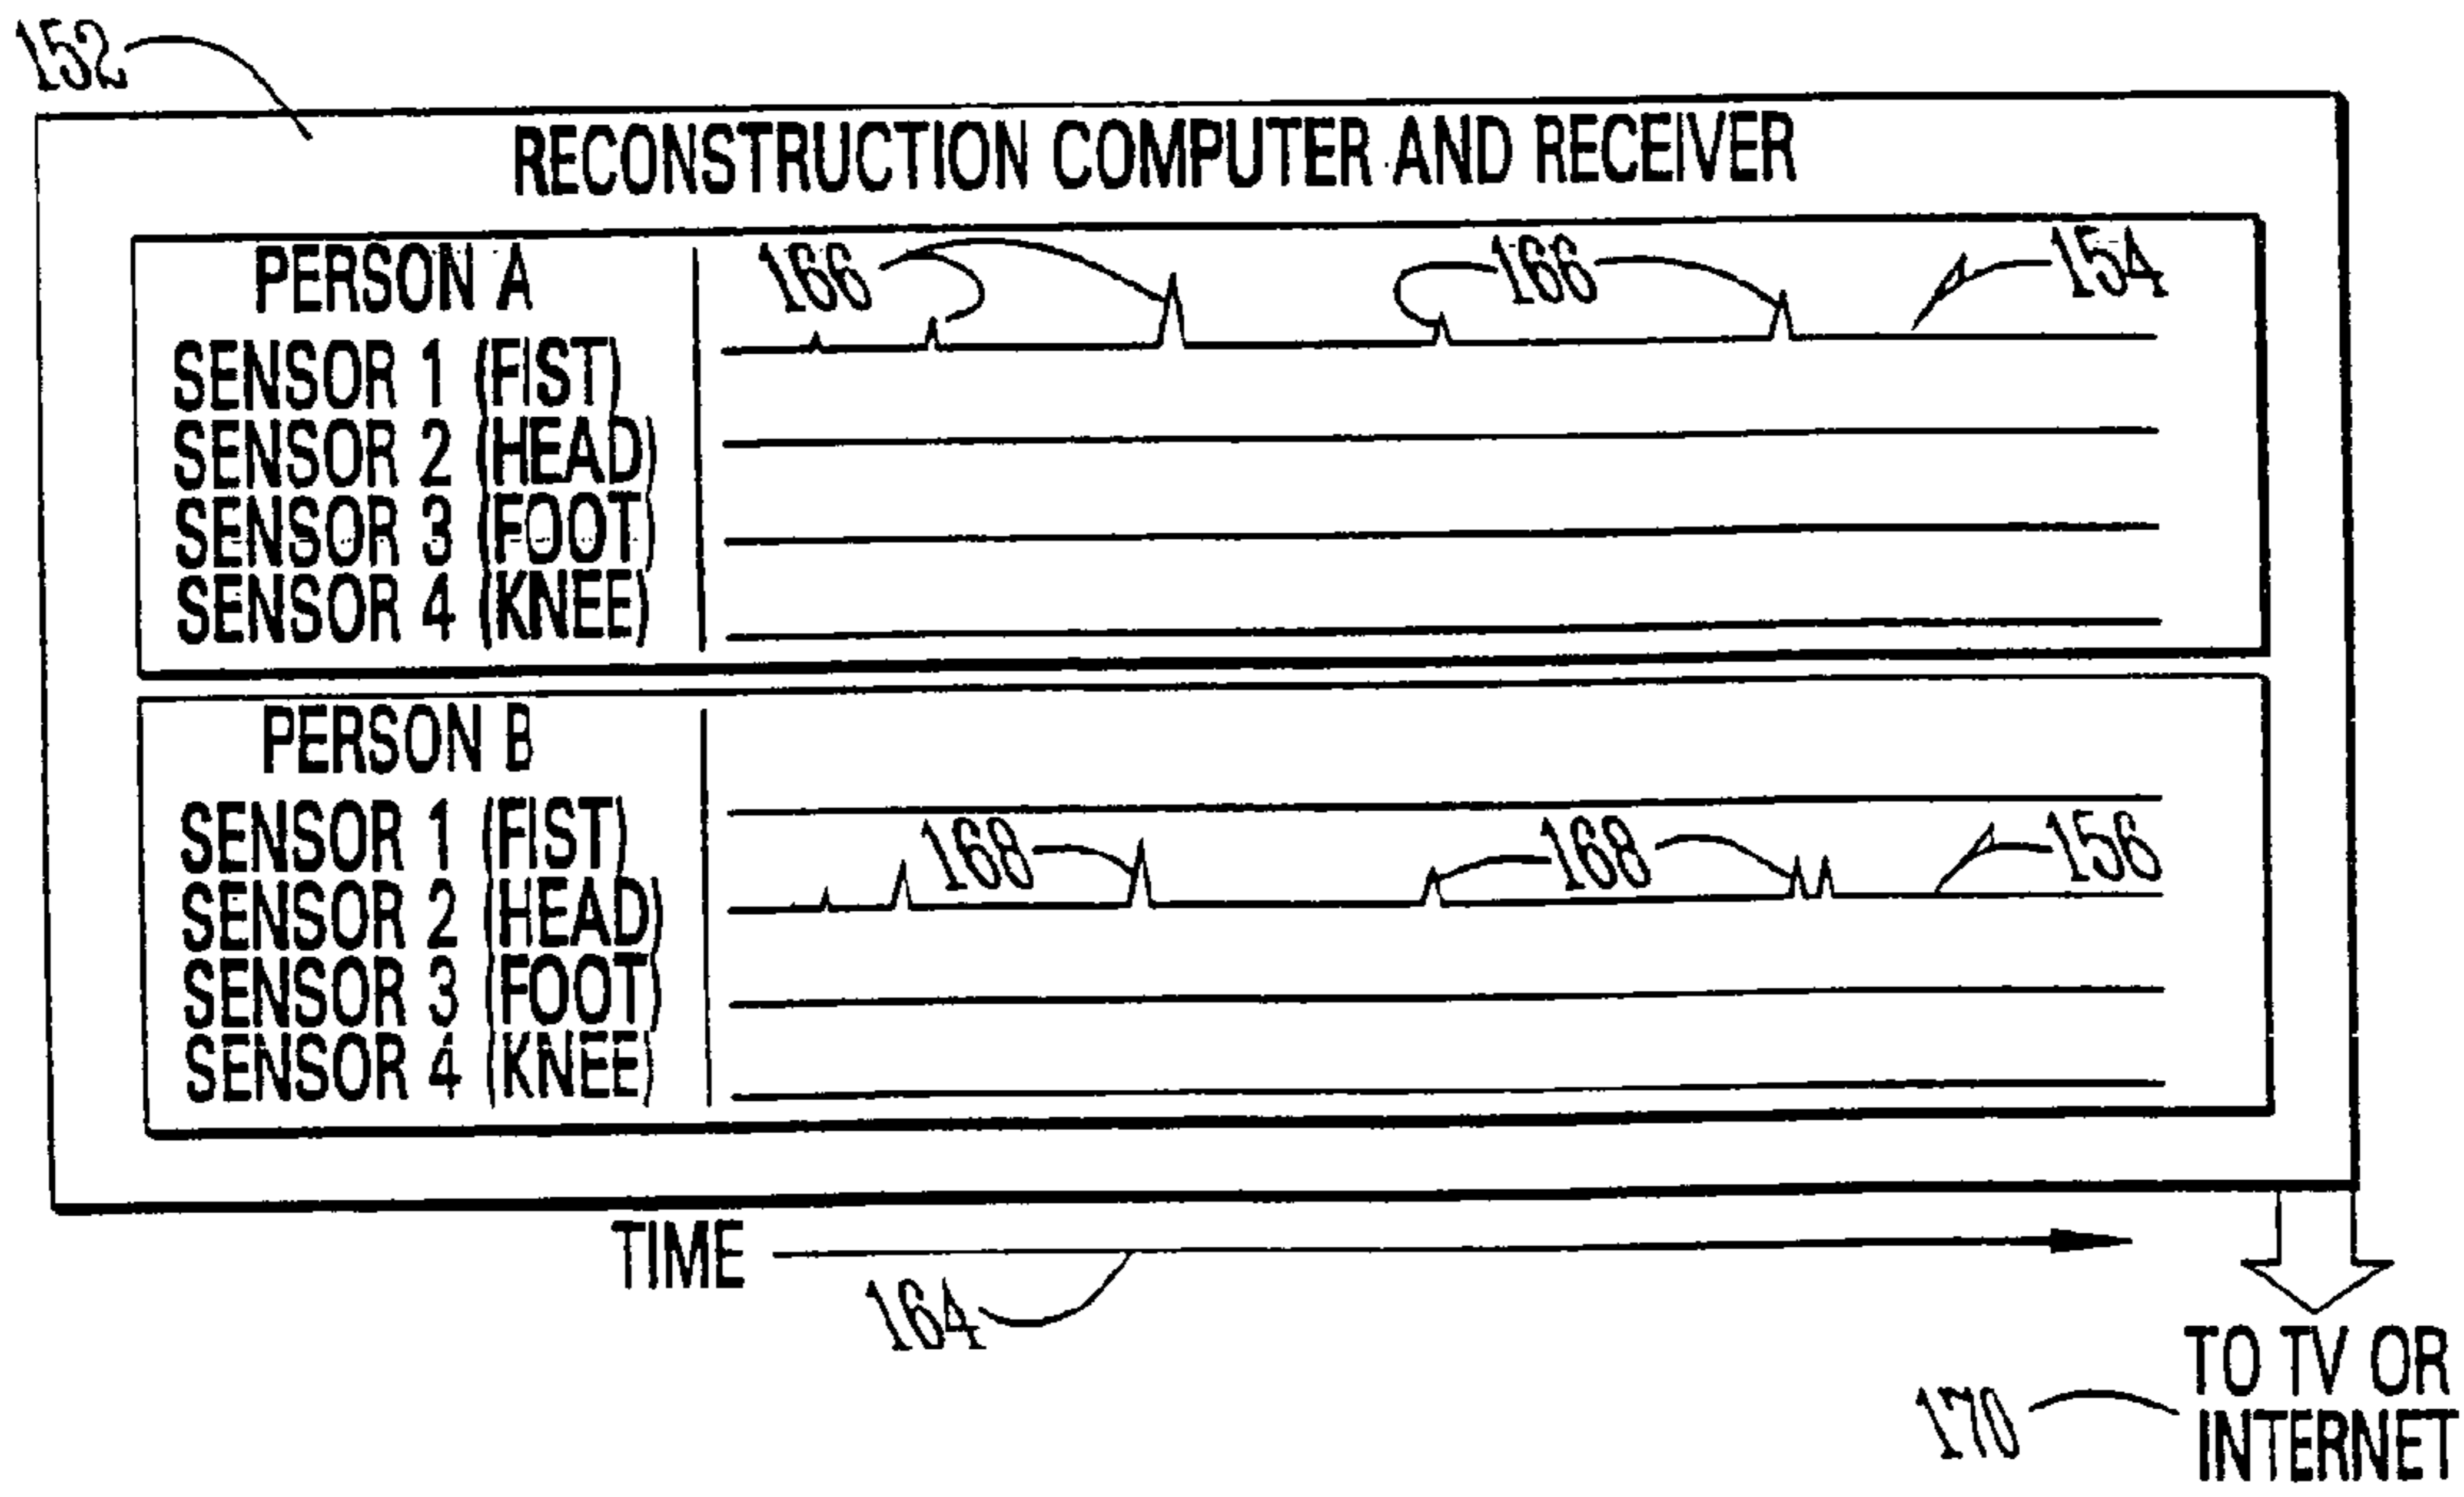 152
RECONSTRUCTION COMPUTER AND RECEIVER
PERSON A
166
166
154
SENSOR 1 (FIST)
SENSOR 2 (HEAD)
SENSOR 3 (FOOT)
SENSOR 4 (KNEE)
PERSON B
SENSOR 1 (FIST)
168
168
156
SENSOR 2 (HEAD)
SENSOR 3 (FOOT)
SENSOR 4 (KNEE)
TIME
164
TO TV OR
170
INTERNET